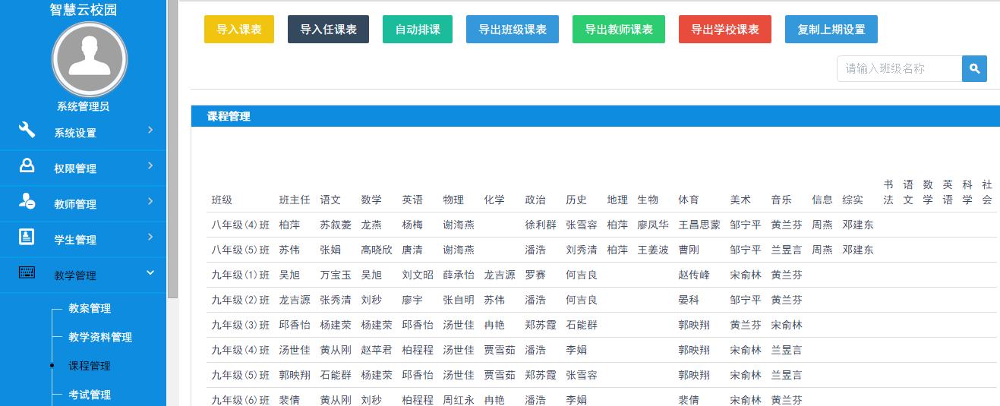 智慧云校园
系统管理员
系统设置
权限管理
教师管理
学生管理
教学管理
教案管理
教学资料管理
课程管理
考试管理
导入课表 导入任课表 自动排课 导出班级课表 导出教师课表 导出学校课表 复制上期设置
请输入班级名称
课程管理
班级 班主任 语文 数学 英语 物理 化学 政治 历史 地理 生物 体育 美术 音乐 信息 综实 书法 语文 数学 英语 科学 社会
八年级(4)班 柏萍 苏叙菱 龙燕 杨梅 谢海燕 徐利群 张雪容 柏萍 廖凤华 王昌思蒙 邹宁平 黄兰芬 周燕 邓建东
八年级(5)班 苏伟 张娟 高晓欣 唐清 谢海燕 潘浩 刘秀清 柏萍 王姜波 曹刚 邹宁平 兰昱言 周燕 邓建东
九年级(1)班 吴旭 万宝玉 吴旭 刘文昭 薛承怡 龙吉源 罗赛 何吉良 赵传峰 宋俞林 黄兰芬
九年级(2)班 龙吉源 张秀清 刘秒 廖宇 张自明 苏伟 潘浩 何吉良 晏科 邹宁平 黄兰芬
九年级(3)班 邱香怡 杨建荣 杨建荣 邱香怡 汤世佳 冉艳 郑苏霞 石能群 郭映翔 黄兰芬 宋俞林
九年级(4)班 汤世佳 黄从刚 赵苹君 柏程程 汤世佳 贾雪茹 潘浩 李娟 郭映翔 宋俞林 兰昱言
九年级(5)班 郭映翔 石能群 杨建荣 邱香怡 汤世佳 贾雪茹 郑苏霞 张雪容 郭映翔 宋俞林 兰昱言
九年级(6)班 裴倩 黄从刚 刘秒 柏程程 周红永 冉艳 潘浩 李娟 裴倩 宋俞林 黄兰芬